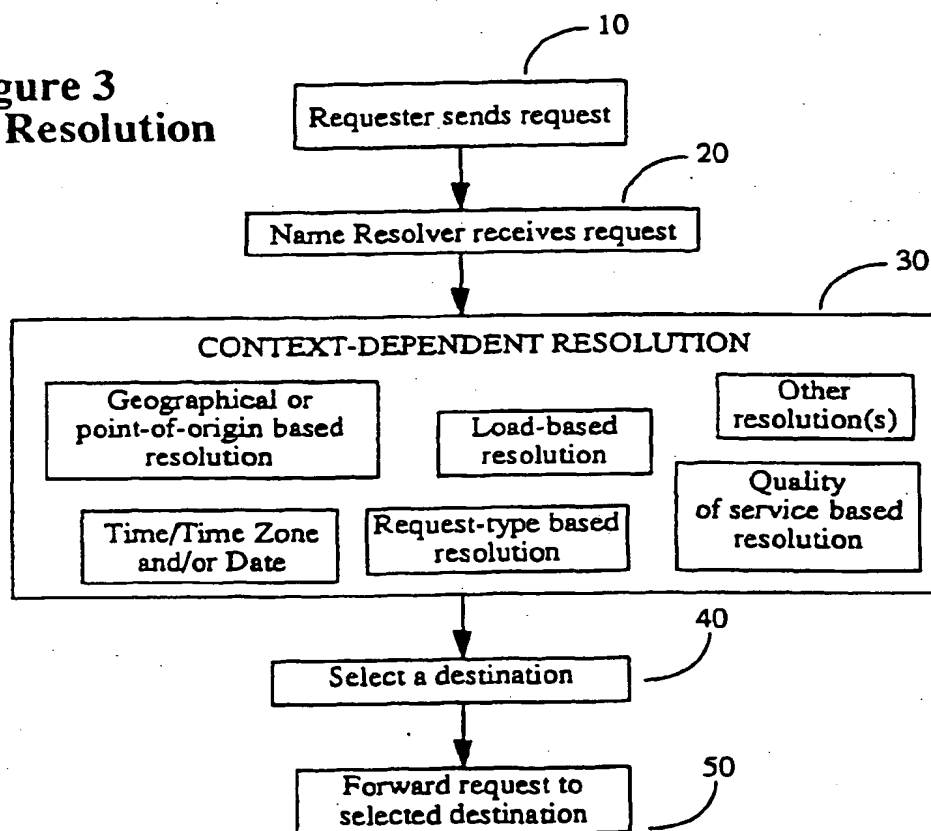 10
gure 3
Resolution
Requester sends request
20
Name Resolver receives request
30
CONTEXT-DEPENDENT RESOLUTION
Geographical or
point-of-origin based
resolution
Load-based
resolution
Other
resolution(s)
Time/Time Zone
and/or Date
Request-type based
resolution
Quality
of service based
resolution
40
Select a destination
50
Forward request to
selected destination